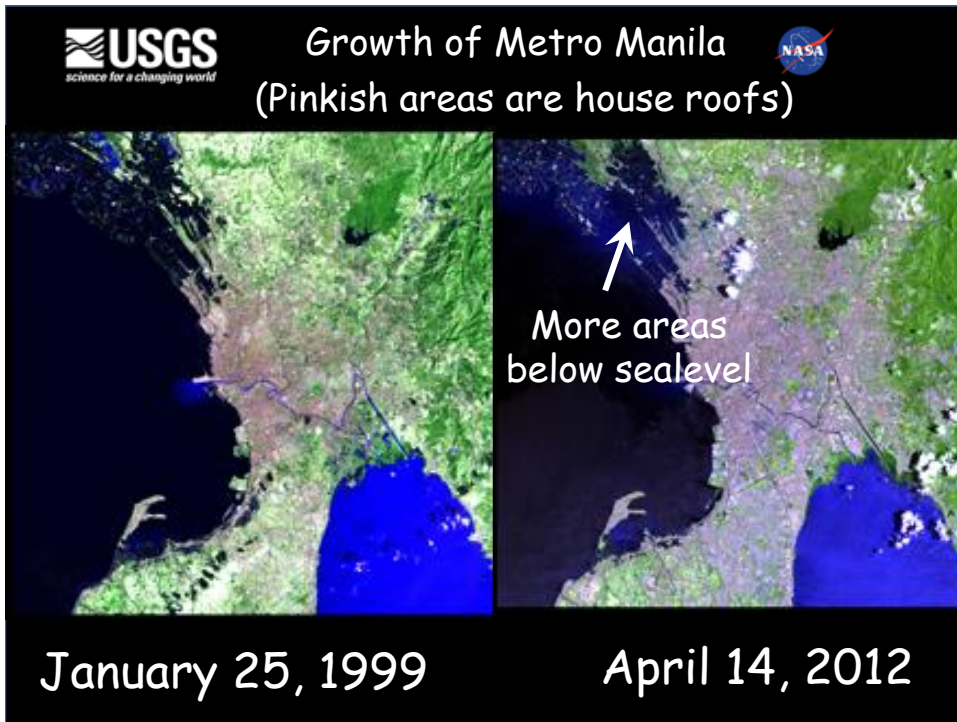 USGS
science for a changing world
Growth of Metro Manila
NASA
(Pinkish areas are house roofs)
More areas
below sealevel
January 25, 1999
April 14, 2012